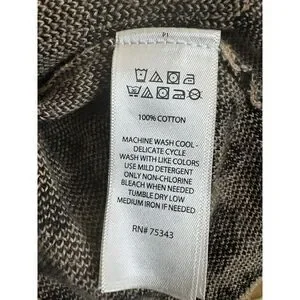 100% COTTON
MACHINE WASH COOL -
DELICATE CYCLE
WASH WITH LIKE COLORS
USE MILD DETERGENT
ONLY NON-CHLORINE
BLEACH WHEN NEEDED
TUMBLE DRY LOW
MEDIUM IRON IF NEEDED
RN# 75343